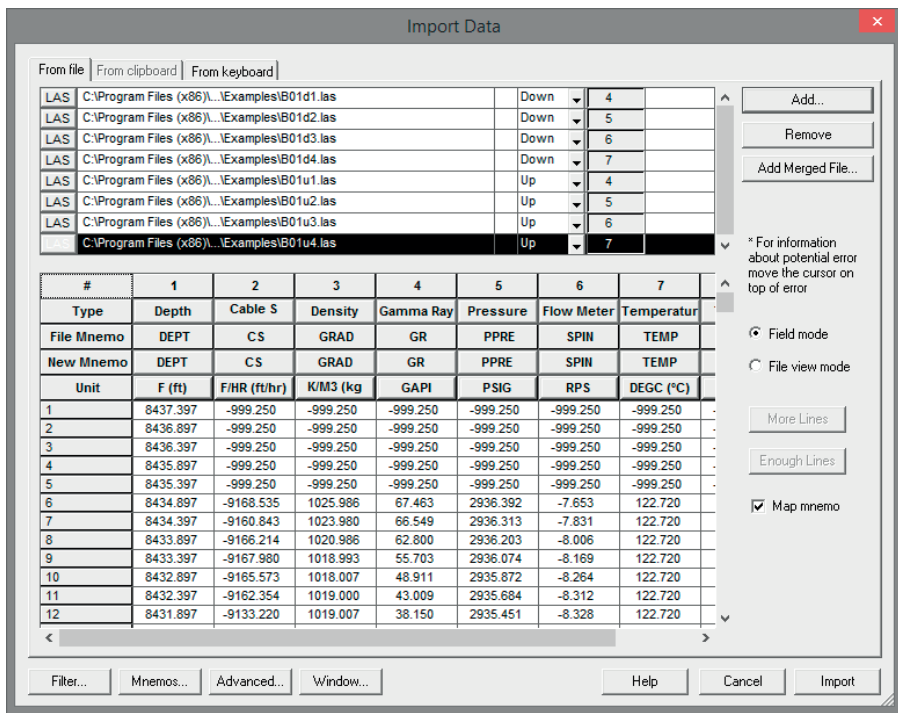 Import Data
From file From clipboard From keyboard
LAS C:\Program Files (x86)\...\Examples\B01d1.las Down 4
LAS C:\Program Files (x86)\...\Examples\B01d2.las Down 5
LAS C:\Program Files (x86)\...\Examples\B01d3.las Down 6
LAS C:\Program Files (x86)\...\Examples\B01d4.las Down 7
LAS C:\Program Files (x86)\...\Examples\B01u1.las Up 4
LAS C:\Program Files (x86)\...\Examples\B01u2.las Up 5
LAS C:\Program Files (x86)\...\Examples\B01u3.las Up 6
LAS C:\Program Files (x86)\...\Examples\B01u4.las Up 7
Add...
Remove
Add Merged File...
* For information
about potential error
move the cursor on
top of error
Field mode
File view mode
More Lines
Enough Lines
Map mnemo
# 1 2 3 4 5 6 7
Type Depth Cable S Density Gamma Ray Pressure Flow Meter Temperatur
File Mnemo DEPT CS GRAD GR PPRE SPIN TEMP
New Mnemo DEPT CS GRAD GR PPRE SPIN TEMP
Unit F (ft) F/HR (ft/hr) K/M3 (kg GAPI PSIG RPS DEGC (°C)
1 8437.397 -999.250 -999.250 -999.250 -999.250 -999.250 -999.250
2 8436.897 -999.250 -999.250 -999.250 -999.250 -999.250 -999.250
3 8436.397 -999.250 -999.250 -999.250 -999.250 -999.250 -999.250
4 8435.897 -999.250 -999.250 -999.250 -999.250 -999.250 -999.250
5 8435.397 -999.250 -999.250 -999.250 -999.250 -999.250 -999.250
6 8434.897 -9168.535 1025.986 67.463 2936.392 -7.653 122.720
7 8434.397 -9160.843 1023.980 66.549 2936.313 -7.831 122.720
8 8433.897 -9166.214 1020.986 62.800 2936.203 -8.006 122.720
9 8433.397 -9167.980 1018.993 55.703 2936.074 -8.169 122.720
10 8432.897 -9165.573 1018.007 48.911 2935.872 -8.264 122.720
11 8432.397 -9162.354 1019.000 43.009 2935.684 -8.312 122.720
12 8431.897 -9133.220 1019.007 38.150 2935.451 -8.328 122.720
Filter... Mnemos... Advanced... Window... Help Cancel Import